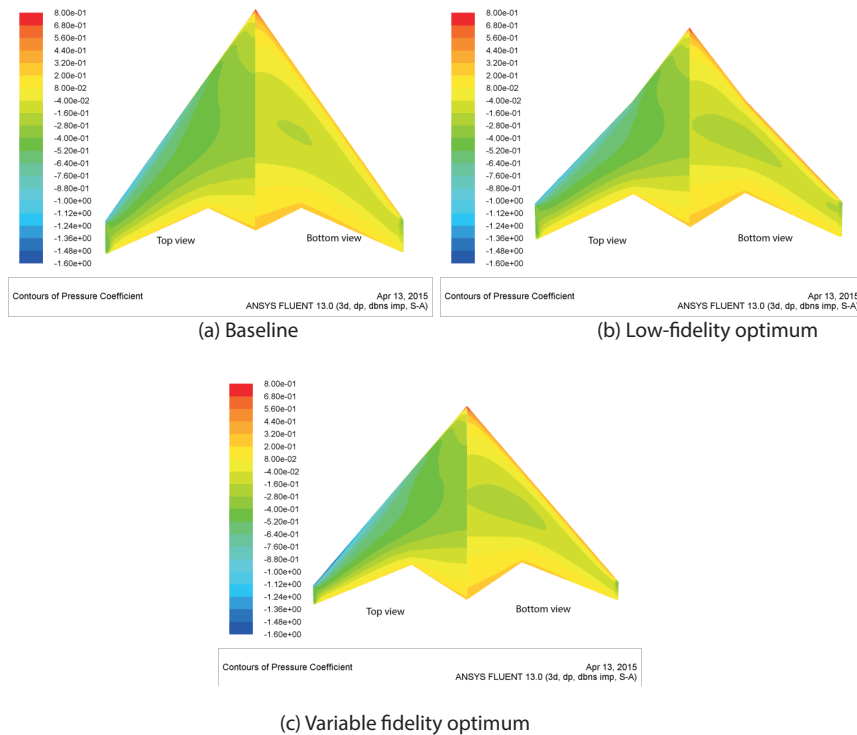 8.00e-01
6.80e-01
5.60e-01
4.40e-01
3.20e-01
2.00e-01
8.00e-02
-4.00e-02
-1.60e-01
-2.80e-01
-4.00e-01
-5.20e-01
-6.40e-01
-7.60e-01
-8.80e-01
-1.00e+00
-1.12e+00
-1.24e+00
-1.36e+00
-1.48e+00
-1.60e+00
Top view
Bottom view
Contours of Pressure Coefficient
Apr 13, 2015
ANSYS FLUENT 13.0 (3d, dp, dbns imp, S-A)
(a) Baseline
8.00e-01
6.80e-01
5.60e-01
4.40e-01
3.20e-01
2.00e-01
8.00e-02
-4.00e-02
-1.60e-01
-2.80e-01
-4.00e-01
-5.20e-01
-6.40e-01
-7.60e-01
-8.80e-01
-1.00e+00
-1.12e+00
-1.24e+00
-1.36e+00
-1.48e+00
-1.60e+00
Top view
Bottom view
Contours of Pressure Coefficient
Apr 13, 2015
ANSYS FLUENT 13.0 (3d, dp, dbns imp, S-A)
(b) Low-fidelity optimum
8.00e-01
6.80e-01
5.60e-01
4.40e-01
3.20e-01
2.00e-01
8.00e-02
-4.00e-02
-1.60e-01
-2.80e-01
-4.00e-01
-5.20e-01
-6.40e-01
-7.60e-01
-8.80e-01
-1.00e+00
-1.12e+00
-1.24e+00
-1.36e+00
-1.48e+00
-1.60e+00
Top view
Bottom view
Contours of Pressure Coefficient
Apr 13, 2015
ANSYS FLUENT 13.0 (3d, dp, dbns imp, S-A)
(c) Variable fidelity optimum